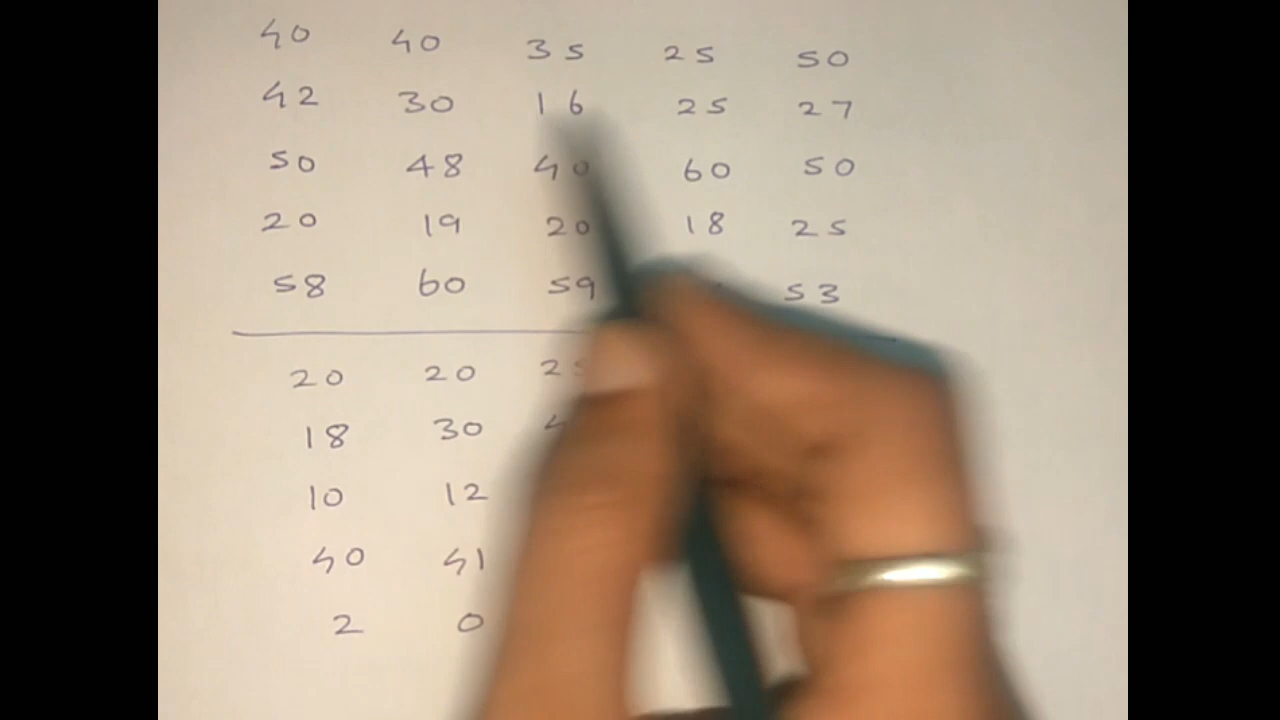 40 40 35 25 50
42 30 16 25 27
50 48 40 60 50
20 19 20 18 25
58 60 59 53
20 20
18 30
10 12
40 41
2 0